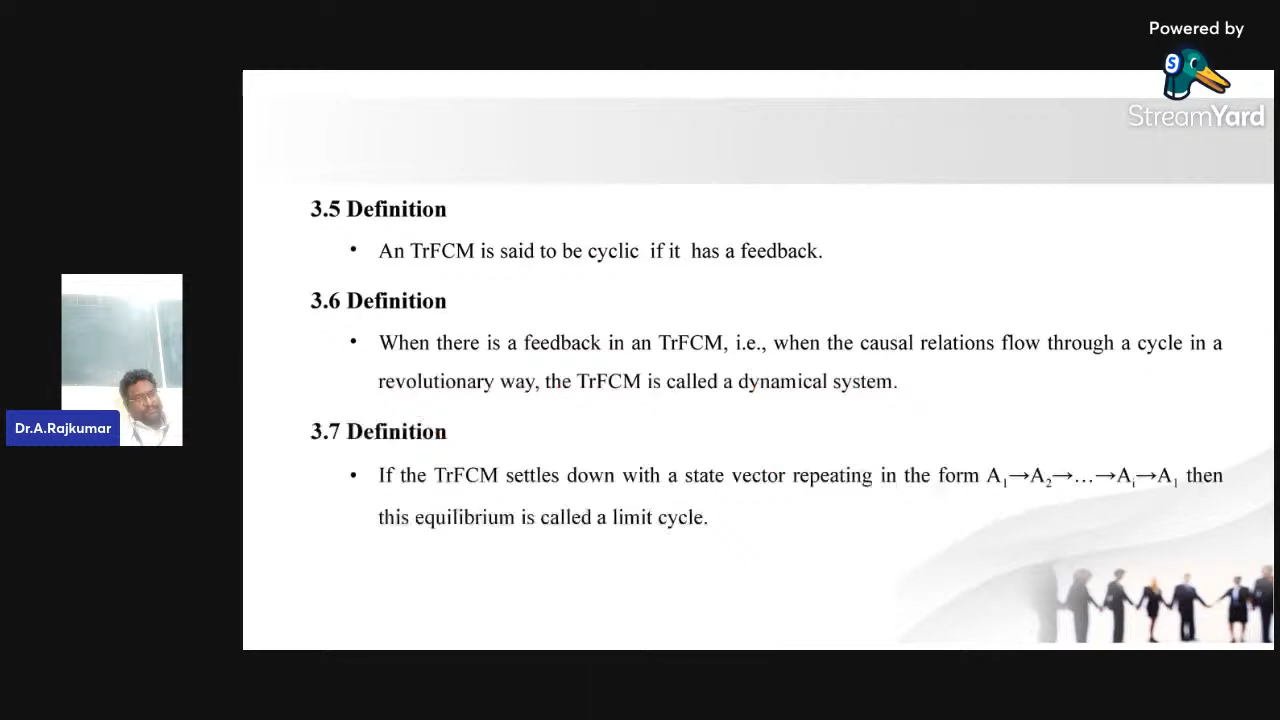 Powered by
S
StreamYard
3.5 Definition
• An TrFCM is said to be cyclic if it has a feedback.
3.6 Definition
• When there is a feedback in an TrFCM, i.e., when the causal relations flow through a cycle in a
revolutionary way, the TrFCM is called a dynamical system.
Dr.A.Rajkumar
3.7 Definition
• If the TrFCM settles down with a state vector repeating in the form A₁→A₂→…→Aᵢ→A₁ then
this equilibrium is called a limit cycle.